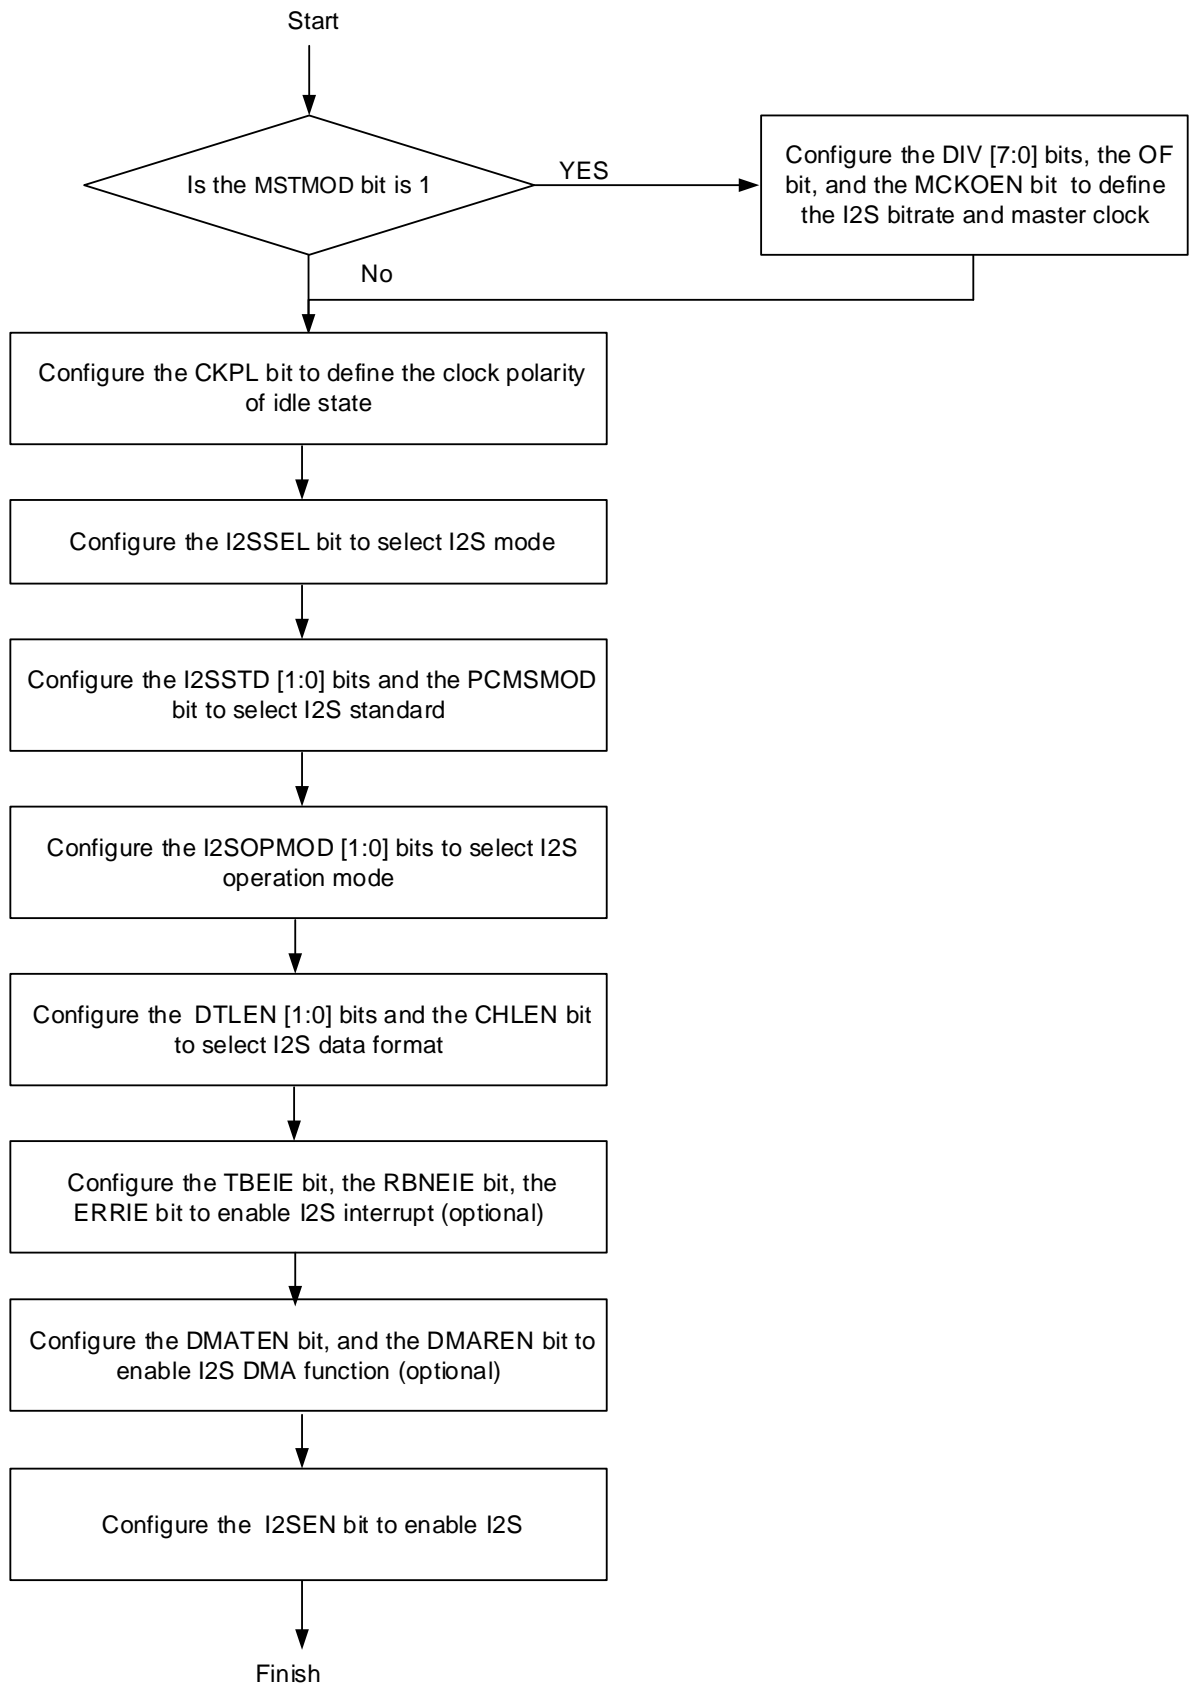 Start
Is the MSTMOD bit is 1
YES
Configure the DIV [7:0] bits, the OF
bit, and the MCKOEN bit to define
the I2S bitrate and master clock
No
Configure the CKPL bit to define the clock polarity
of idle state
Configure the I2SSEL bit to select I2S mode
Configure the I2SSTD [1:0] bits and the PCMSMOD
bit to select I2S standard
Configure the I2SOPMOD [1:0] bits to select I2S
operation mode
Configure the DTLEN [1:0] bits and the CHLEN bit
to select I2S data format
Configure the TBEIE bit, the RBNEIE bit, the
ERRIE bit to enable I2S interrupt (optional)
Configure the DMATEN bit, and the DMAREN bit to
enable I2S DMA function (optional)
Configure the I2SEN bit to enable I2S
Finish